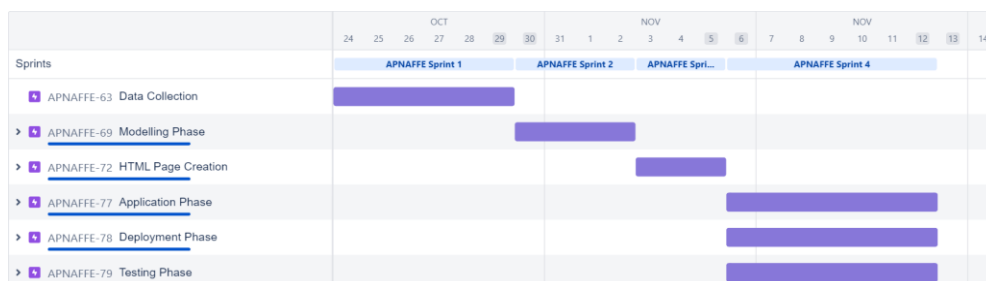 OCT NOV NOV
24 25 26 27 28 29 30 31 1 2 3 4 5 6 7 8 9 10 11 12 13 14
Sprints APNAFFE Sprint 1 APNAFFE Sprint 2 APNAFFE Spri... APNAFFE Sprint 4
APNAFFE-63 Data Collection
APNAFFE-69 Modelling Phase
APNAFFE-72 HTML Page Creation
APNAFFE-77 Application Phase
APNAFFE-78 Deployment Phase
APNAFFE-79 Testing Phase